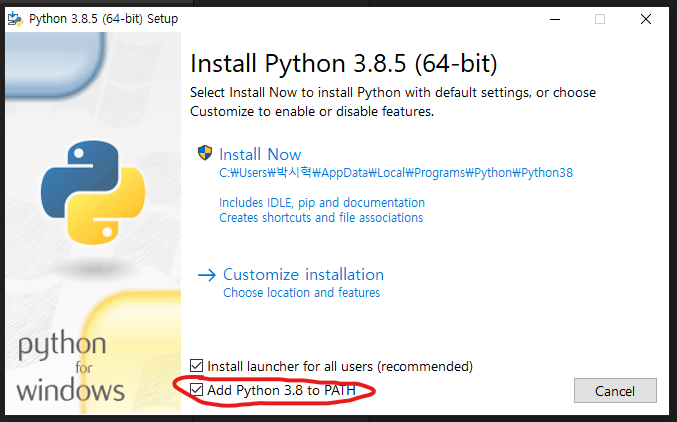 Python 3.8.5 (64-bit) Setup
Install Python 3.8.5 (64-bit)
Select Install Now to install Python with default settings, or choose
Customize to enable or disable features.
Install Now
C:₩Users₩박시혁₩AppData₩Local₩Programs₩Python₩Python38
Includes IDLE, pip and documentation
Creates shortcuts and file associations
Customize installation
Choose location and features
python
for
windows
Install launcher for all users (recommended)
Add Python 3.8 to PATH
Cancel